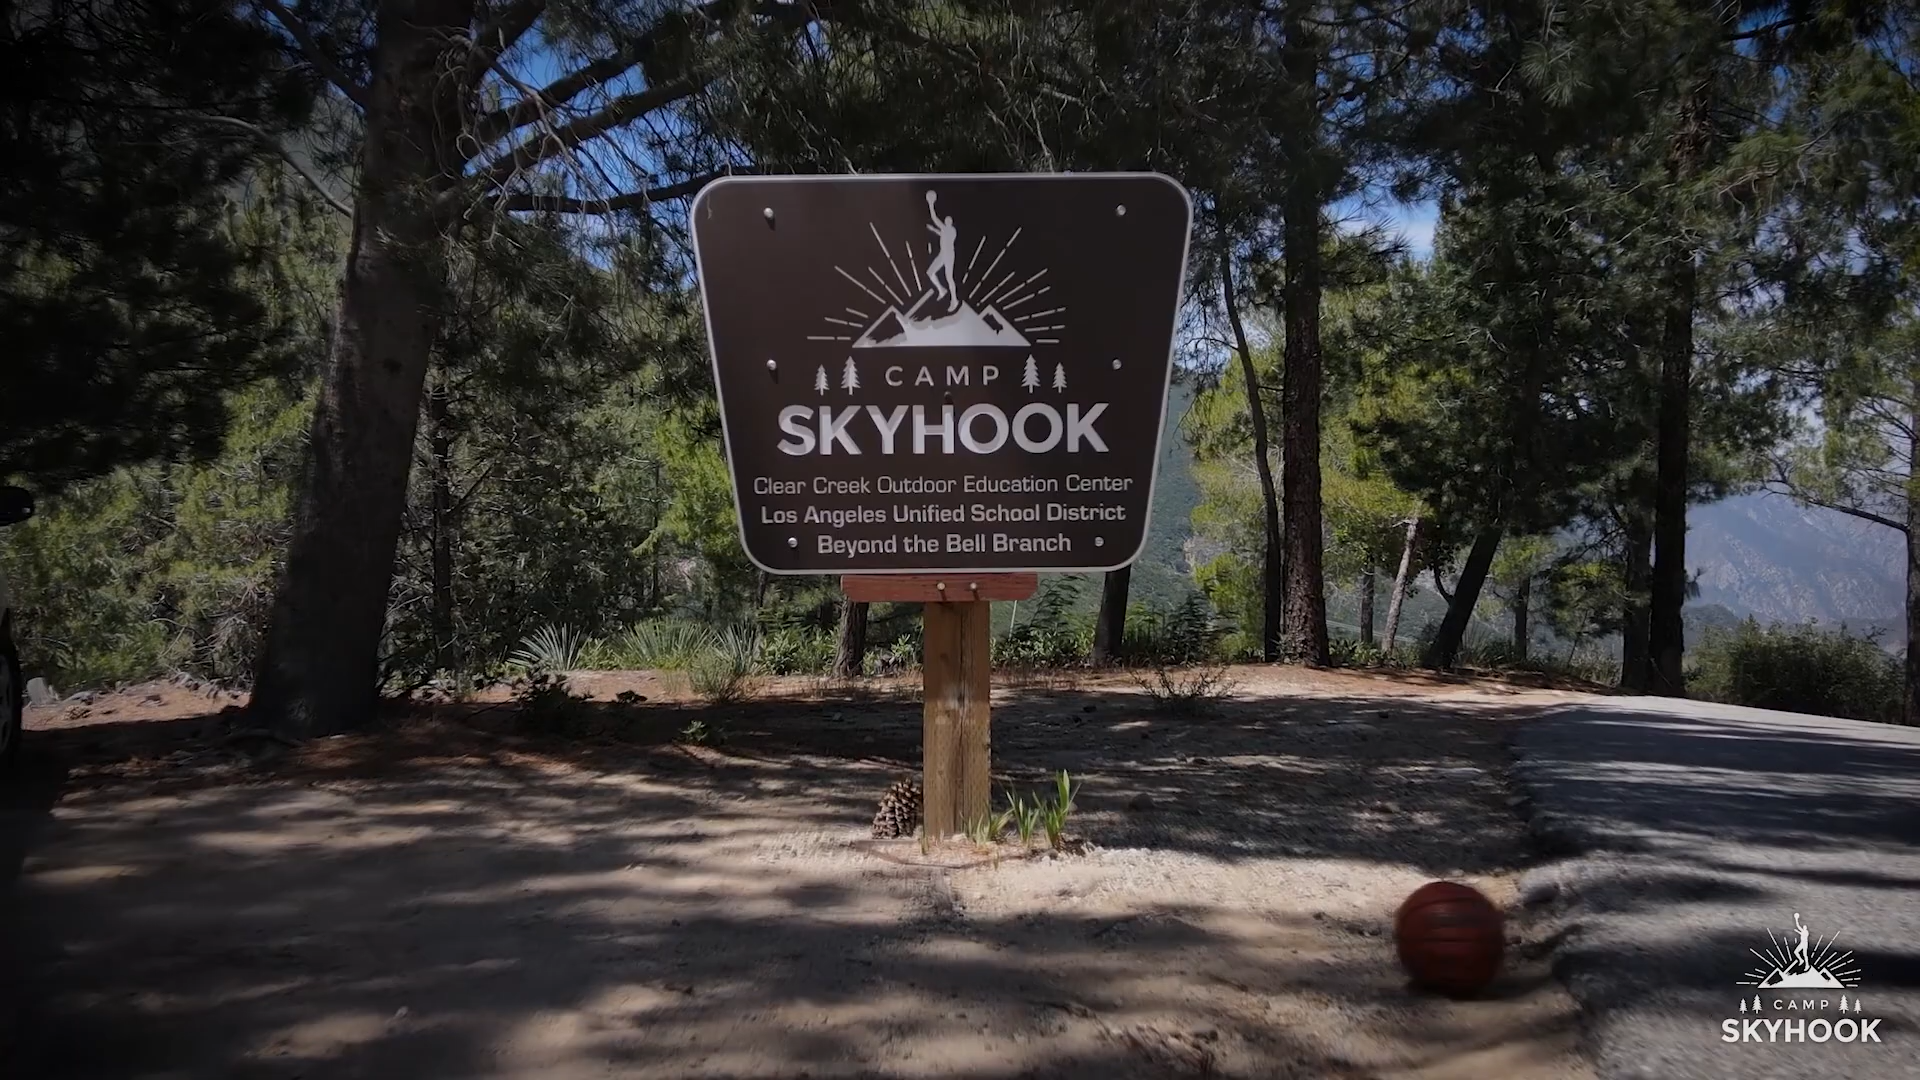 CAMP
SKYHOOK
Clear Creek Outdoor Education Center
Los Angeles Unified School District
Beyond the Bell Branch
CAMP
SKYHOOK